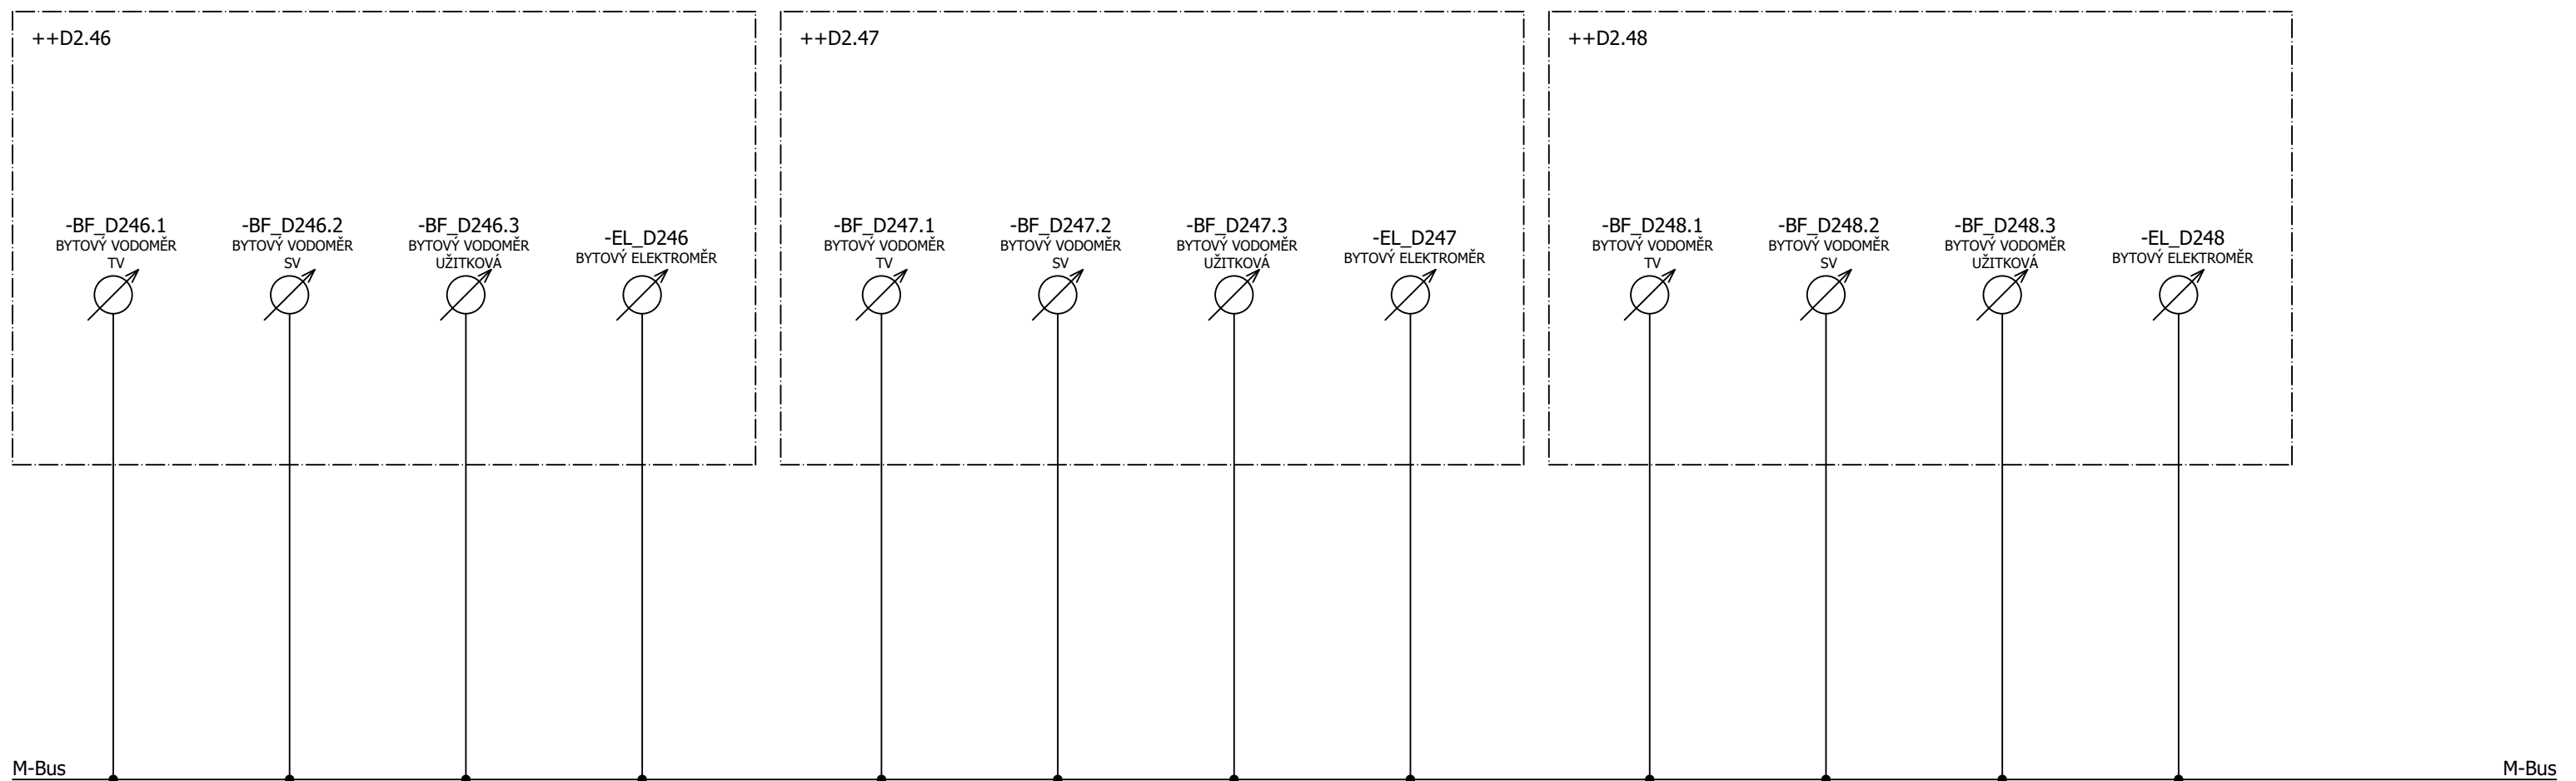 ++D2.46
-BF_D246.1
BYTOVÝ VODOMĚR
TV
-BF_D246.2
BYTOVÝ VODOMĚR
SV
-BF_D246.3
BYTOVÝ VODOMĚR
UŽITKOVÁ
-EL_D246
BYTOVÝ ELEKTROMĚR
++D2.47
-BF_D247.1
BYTOVÝ VODOMĚR
TV
-BF_D247.2
BYTOVÝ VODOMĚR
SV
-BF_D247.3
BYTOVÝ VODOMĚR
UŽITKOVÁ
-EL_D247
BYTOVÝ ELEKTROMĚR
++D2.48
-BF_D248.1
BYTOVÝ VODOMĚR
TV
-BF_D248.2
BYTOVÝ VODOMĚR
SV
-BF_D248.3
BYTOVÝ VODOMĚR
UŽITKOVÁ
-EL_D248
BYTOVÝ ELEKTROMĚR
M-Bus
M-Bus